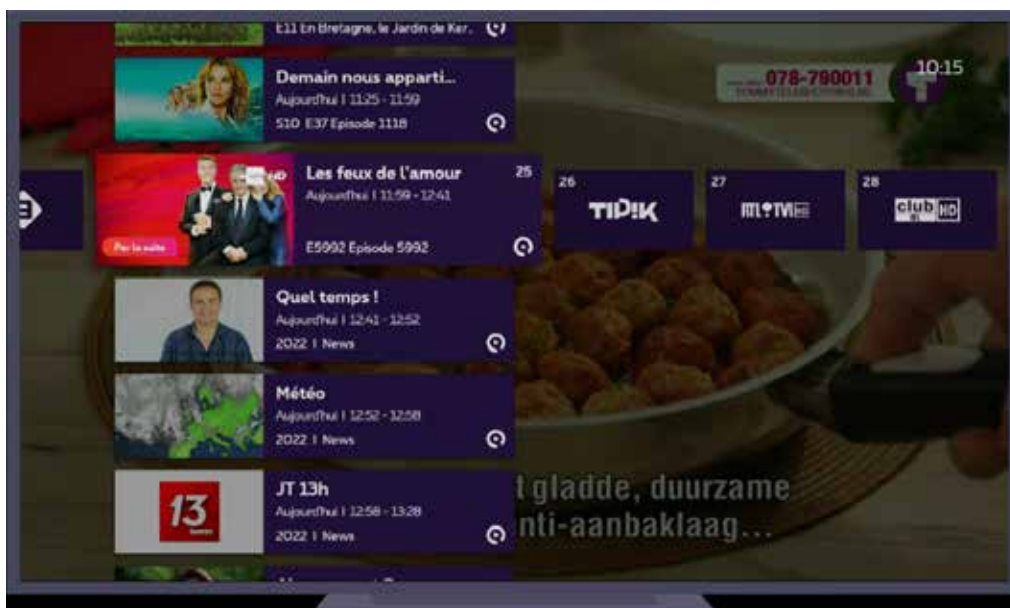 E11 En Bretagne, le Jardin de Ker.
Demain nous apparti...
Aujourd'hui | 11:25 - 11:59
S10 E37 Episode 1118
10:15
078-790011
Les feux de l'amour
Aujourd'hui | 11:59 - 12:41
Par la suite
E5992 Episode 5992
HD
25
26
TIPIK
27
RTL TVI
28
club
HD
Quel temps !
Aujourd'hui | 12:41 - 12:52
2022 | News
Météo
Aujourd'hui | 12:52 - 12:58
2022 | News
13
JT 13h
Aujourd'hui | 12:58 - 13:28
2022 | News
t gladde, duurzame
nti-aanbaklaag...